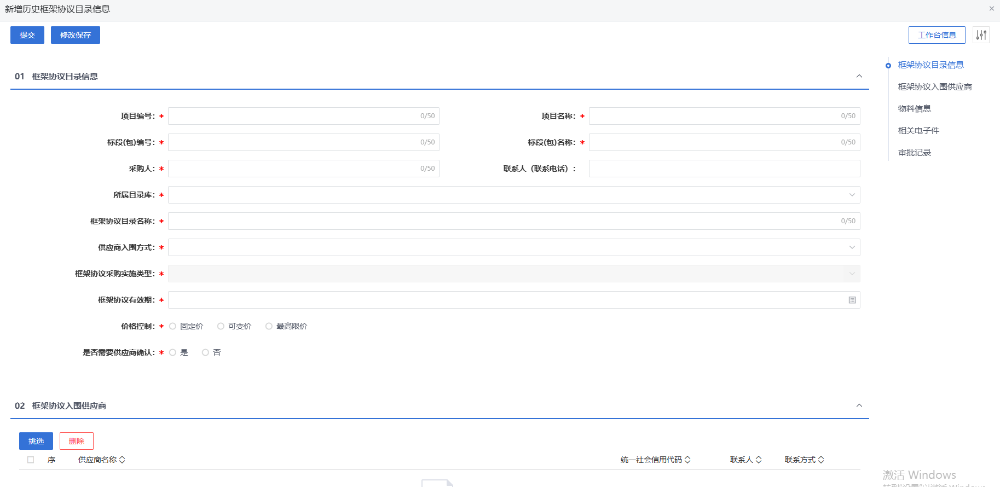 新增历史框架协议目录信息
提交 修改保存 工作台信息
01 框架协议目录信息
项目编号：* 0/50 项目名称：* 0/50
标段(包)编号：* 0/50 标段(包)名称：* 0/50
采购人：* 0/50 联系人（联系电话）：
所属目录库：*
框架协议目录名称：* 0/50
供应商入围方式：*
框架协议采购实施类型：*
框架协议有效期：*
价格控制：* 固定价 可变价 最高限价
是否需要供应商确认：* 是 否
02 框架协议入围供应商
挑选 删除
序 供应商名称 统一社会信用代码 联系人 联系方式
框架协议目录信息
框架协议入围供应商
物料信息
相关电子件
审批记录
激活 Windows
转到"设置"以激活 Windows